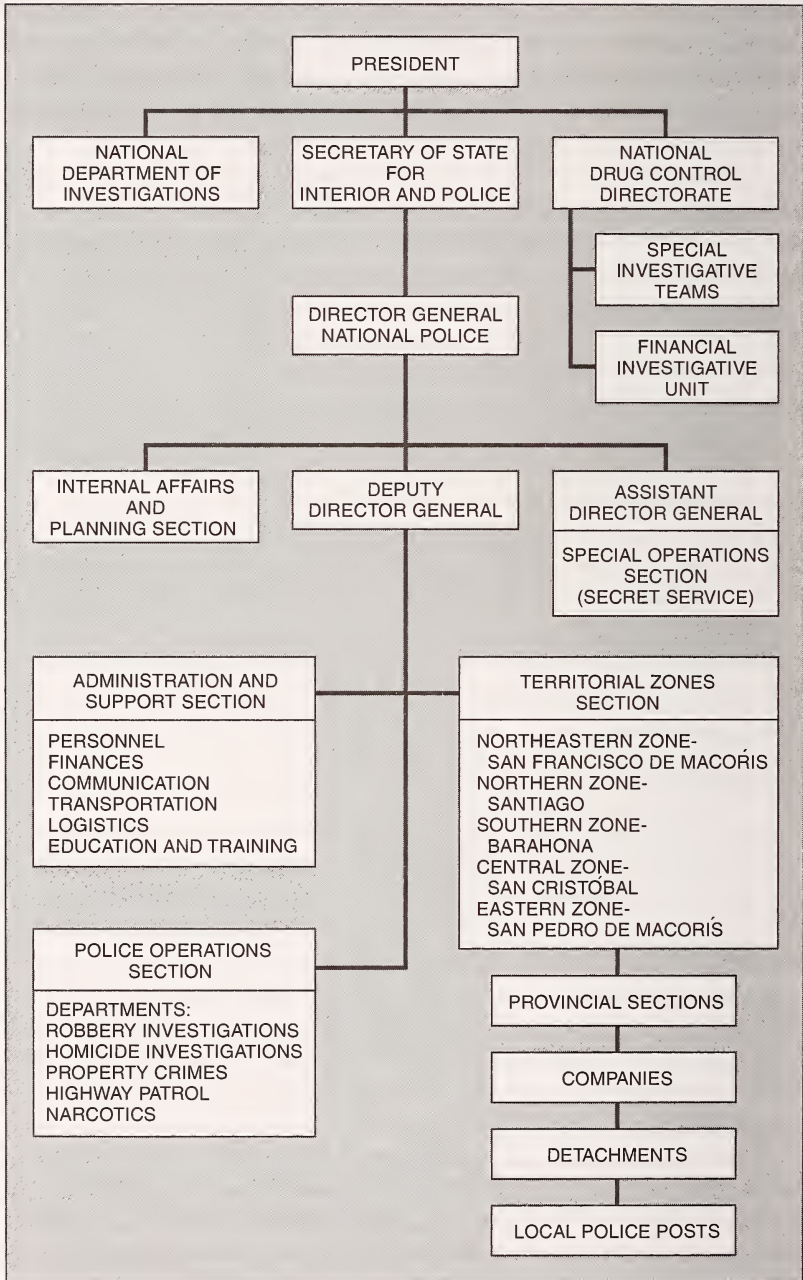 PRESIDENT
NATIONAL
DEPARTMENT OF
INVESTIGATIONS
SECRETARY OF STATE
FOR
INTERIOR AND POLICE
NATIONAL
DRUG CONTROL
DIRECTORATE
SPECIAL
INVESTIGATIVE
TEAMS
FINANCIAL
INVESTIGATIVE
UNIT
DIRECTOR GENERAL
NATIONAL POLICE
INTERNAL AFFAIRS
AND
PLANNING SECTION
DEPUTY
DIRECTOR GENERAL
ASSISTANT
DIRECTOR GENERAL
SPECIAL OPERATIONS
SECTION
(SECRET SERVICE)
ADMINISTRATION AND
SUPPORT SECTION
PERSONNEL
FINANCES
COMMUNICATION
TRANSPORTATION
LOGISTICS
EDUCATION AND TRAINING
TERRITORIAL ZONES
SECTION
NORTHEASTERN ZONE-
SAN FRANCISCO DE MACORÍS
NORTHERN ZONE-
SANTIAGO
SOUTHERN ZONE-
BARAHONA
CENTRAL ZONE-
SAN CRISTÓBAL
EASTERN ZONE-
SAN PEDRO DE MACORÍS
POLICE OPERATIONS
SECTION
DEPARTMENTS:
ROBBERY INVESTIGATIONS
HOMICIDE INVESTIGATIONS
PROPERTY CRIMES
HIGHWAY PATROL
NARCOTICS
PROVINCIAL SECTIONS
COMPANIES
DETACHMENTS
LOCAL POLICE POSTS